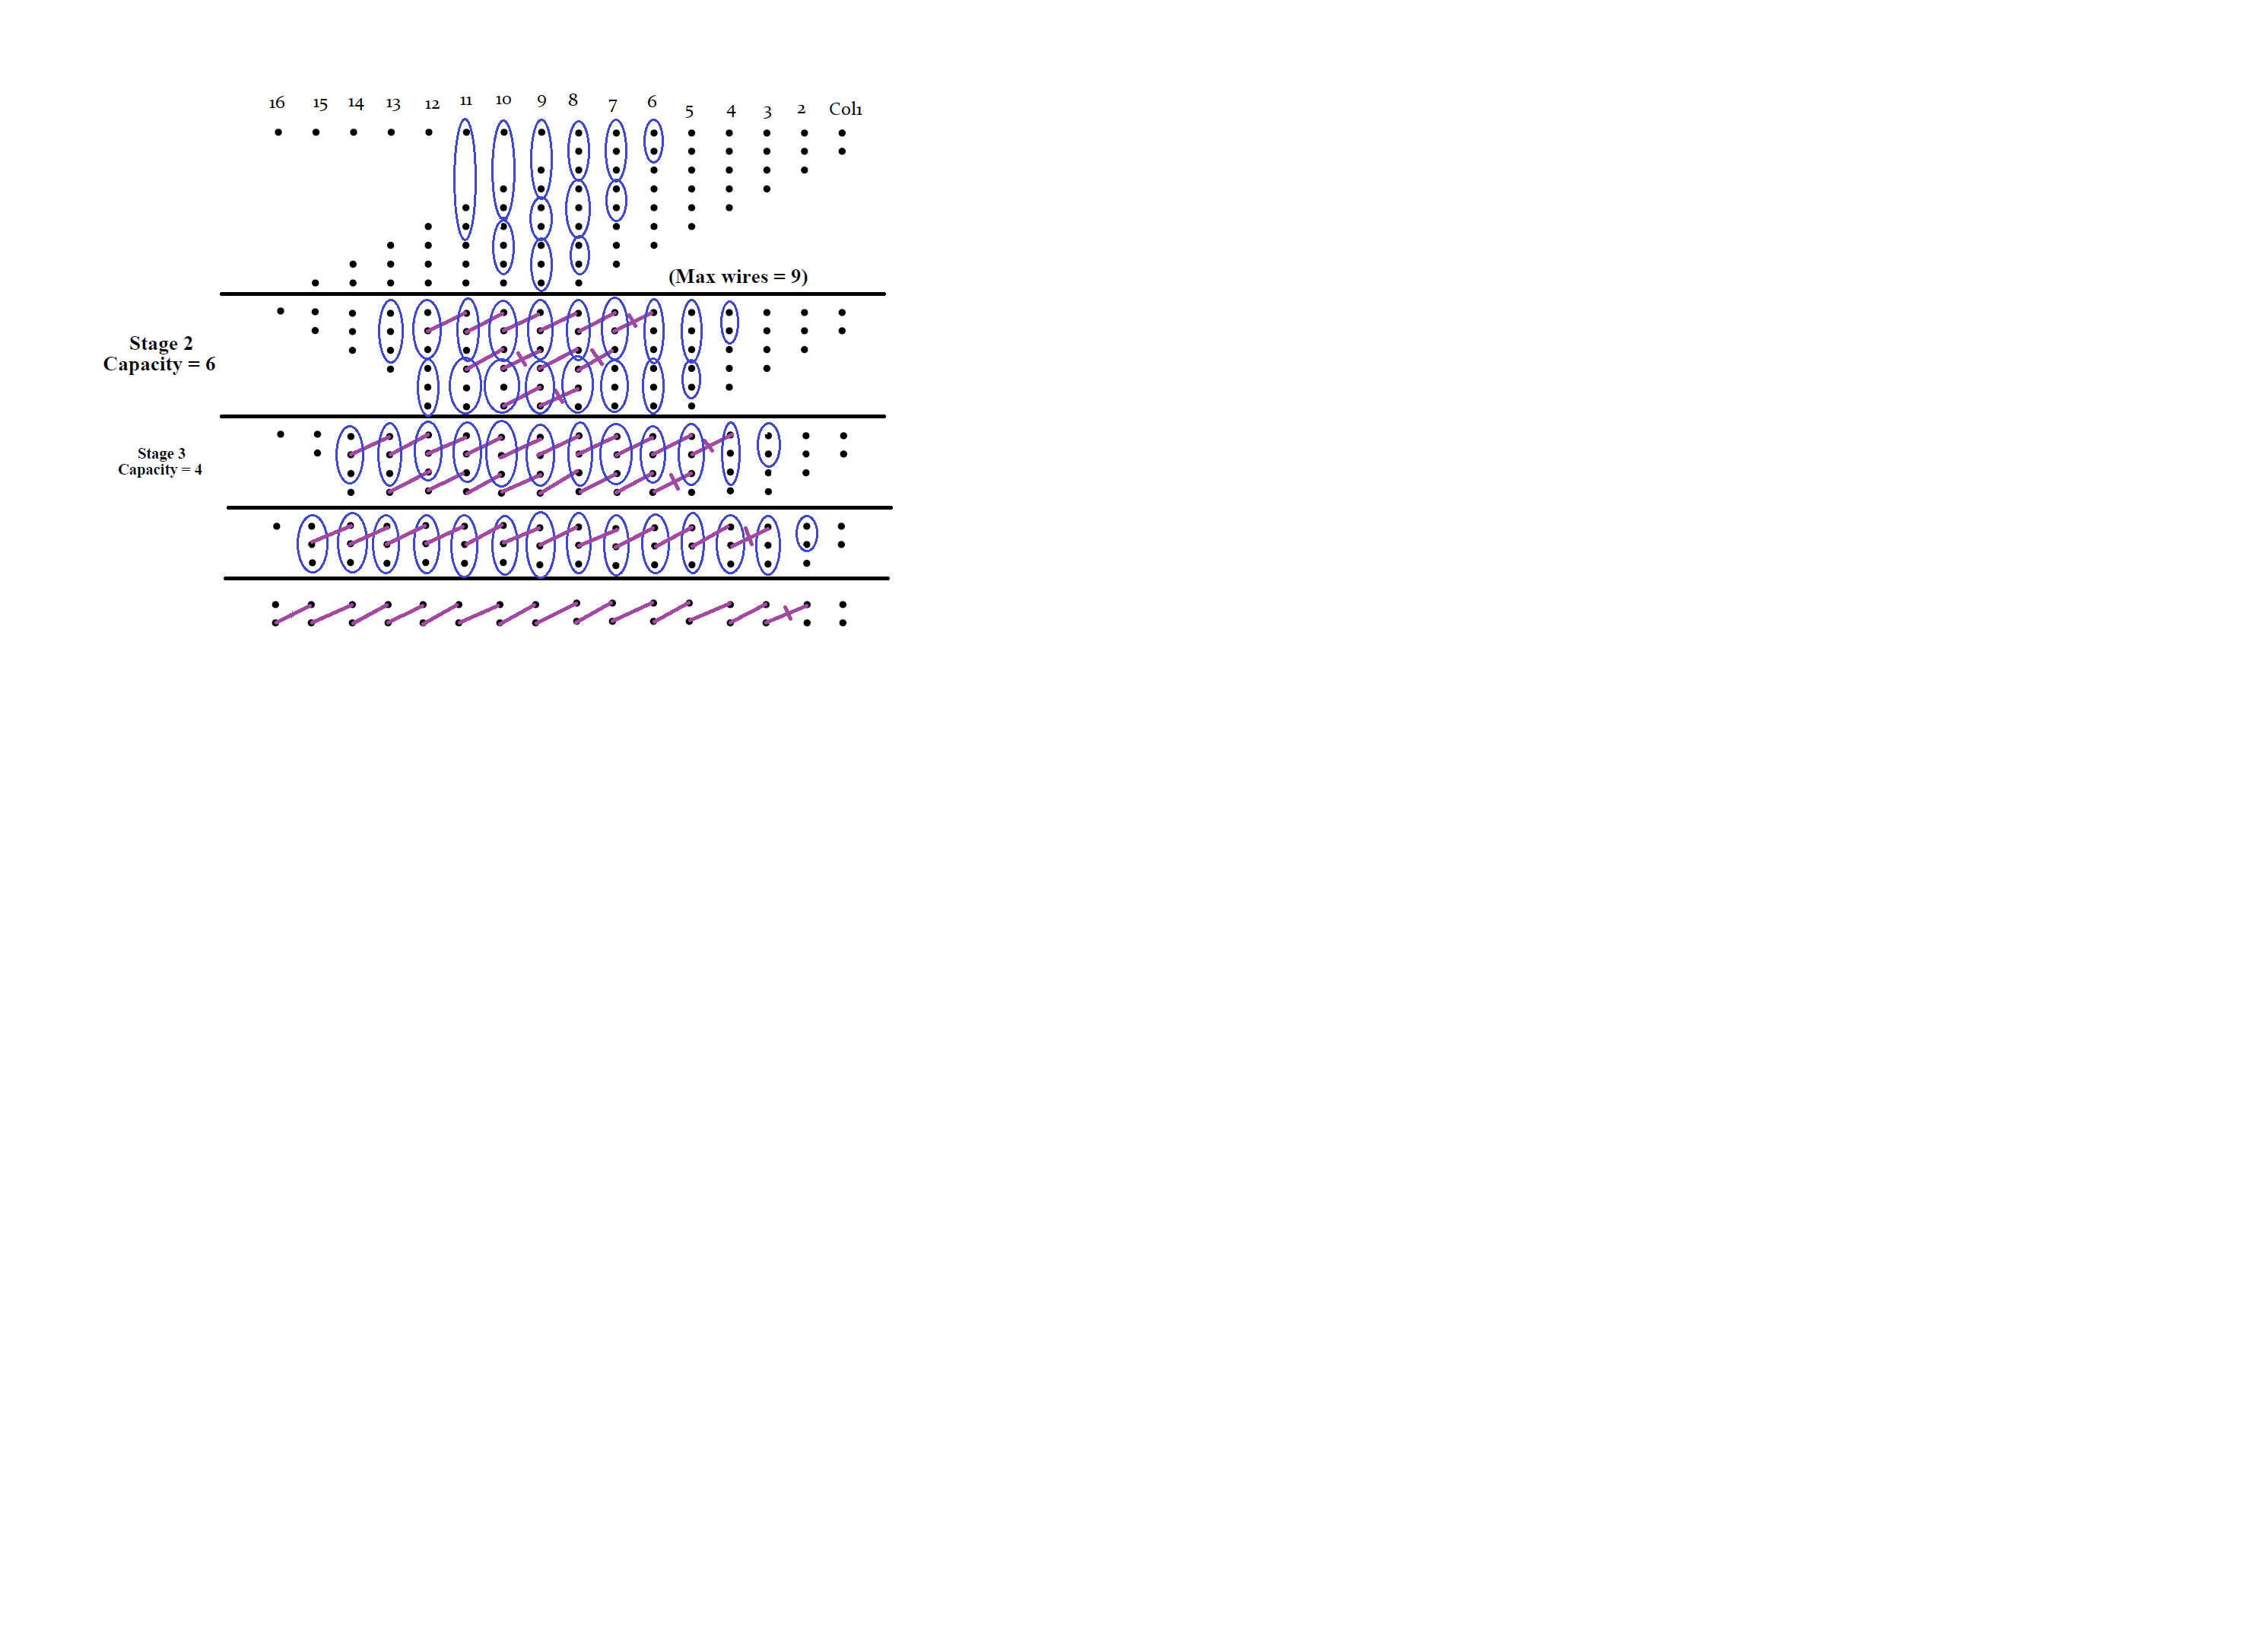 16 15 14 13 12 11 10 9 8 7 6 5 4 3 2 Col1
(Max wires = 9)
Stage 2
Capacity = 6
Stage 3
Capacity = 4